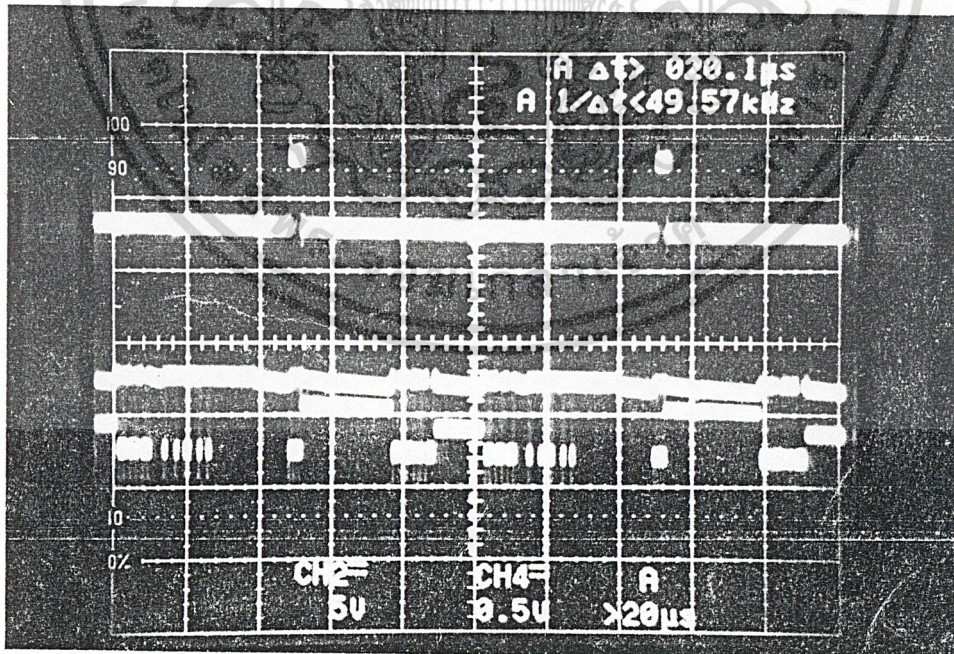 A Δt> 020.1µs
A 1/Δt<49.57kHz
100
90
10
0%
CH2= CH4= A
5V 0.5V >20µs